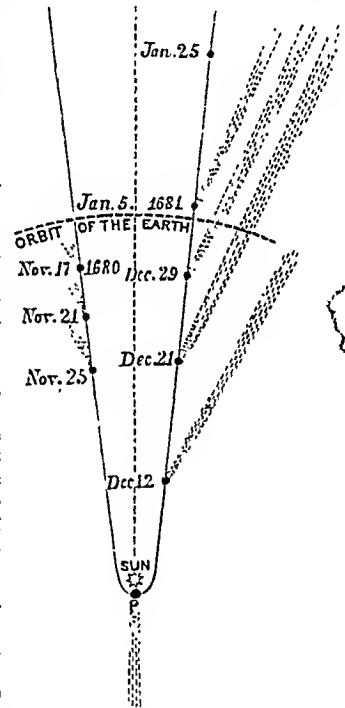 Jan. 25
Jan. 5. 1681
ORBIT OF THE EARTH
Nov. 17 1680 Dec. 29
Nov. 21
Nov. 25 Dec. 21
Dec. 12
SUN
P